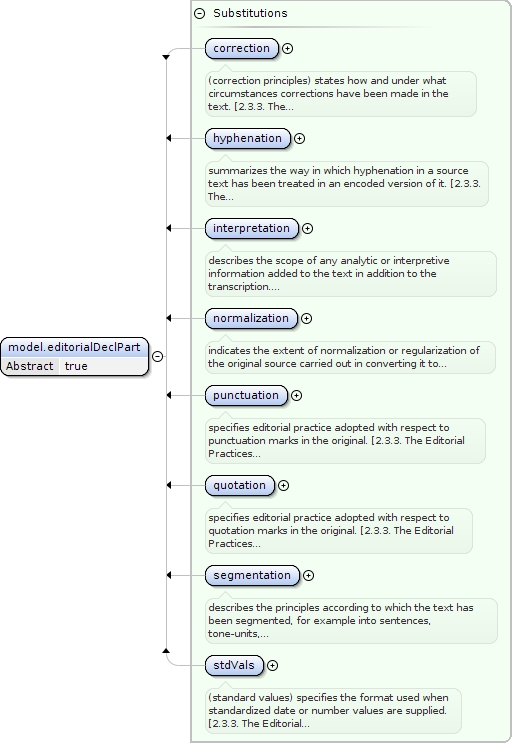 Substitutions
correction
(correction principles) states how and under what
circumstances corrections have been made in the
text. [2.3.3. The...
hyphenation
summarizes the way in which hyphenation in a source
text has been treated in an encoded version of it. [2.3.3.
The...
interpretation
describes the scope of any analytic or interpretive
information added to the text in addition to the
transcription....
normalization
indicates the extent of normalization or regularization of
the original source carried out in converting it to...
model.editorialDeclPart
Abstract true
punctuation
specifies editorial practice adopted with respect to
punctuation marks in the original. [2.3.3. The Editorial
Practices...
quotation
specifies editorial practice adopted with respect to
quotation marks in the original. [2.3.3. The Editorial
Practices...
segmentation
describes the principles according to which the text has
been segmented, for example into sentences,
tone-units,...
stdVals
(standard values) specifies the format used when
standardized date or number values are supplied.
[2.3.3. The Editorial...